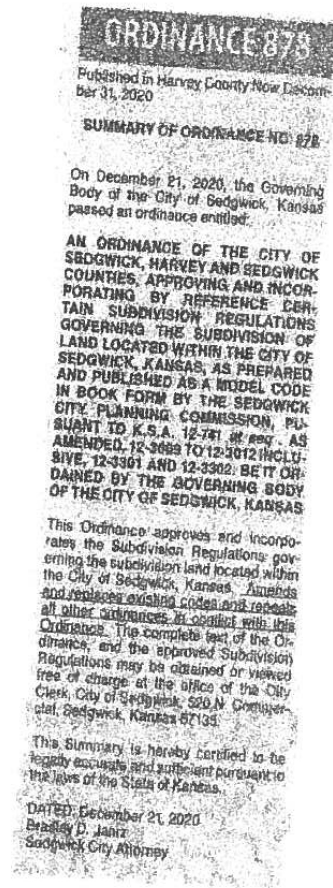 ORDINANCE 878
Published in Harvey County Now Decem-
ber 31, 2020
SUMMARY OF ORDINANCE NO. 878
On December 21, 2020, the Governing
Body of the City of Sedgwick, Kansas
passed an ordinance entitled:
AN ORDINANCE OF THE CITY OF
SEDGWICK, HARVEY AND SEDGWICK
COUNTIES, APPROVING AND INCOR-
PORATING BY REFERENCE CER-
TAIN SUBDIVISION REGULATIONS
GOVERNING THE SUBDIVISION OF
LAND LOCATED WITHIN THE CITY OF
SEDGWICK, KANSAS, AS PREPARED
AND PUBLISHED AS A MODEL CODE
IN BOOK FORM BY THE SEDGWICK
CITY PLANNING COMMISSION, PU-
SUANT TO K.S.A. 12-741 et seq. AS
AMENDED, TO 12-3012 INCLU-
SIVE, 12-3301 AND 12-3302. BE IT OR-
DAINED BY THE GOVERNING BODY
OF THE CITY OF SEDGWICK, KANSAS
This Ordinance approves and incorpo-
rates the Subdivision Regulations gov-
erning the subdivision land located within
the City of Sedgwick, Kansas. Amends
and replaces existing codes and repeals
all other ordinances in conflict with this
Ordinance. The complete text of the Or-
dinance, and the approved Subdivision
Regulations may be obtained or viewed
free of charge at the office of the City
Clerk, City of Sedgwick, 520 N. Commer-
cial, Sedgwick, Kansas 67135.
This Summary is hereby certified to be
legally accurate and sufficient pursuant to
the laws of the State of Kansas.
DATED: December 21, 2020
Bradley D. Jantz
Sedgwick City Attorney